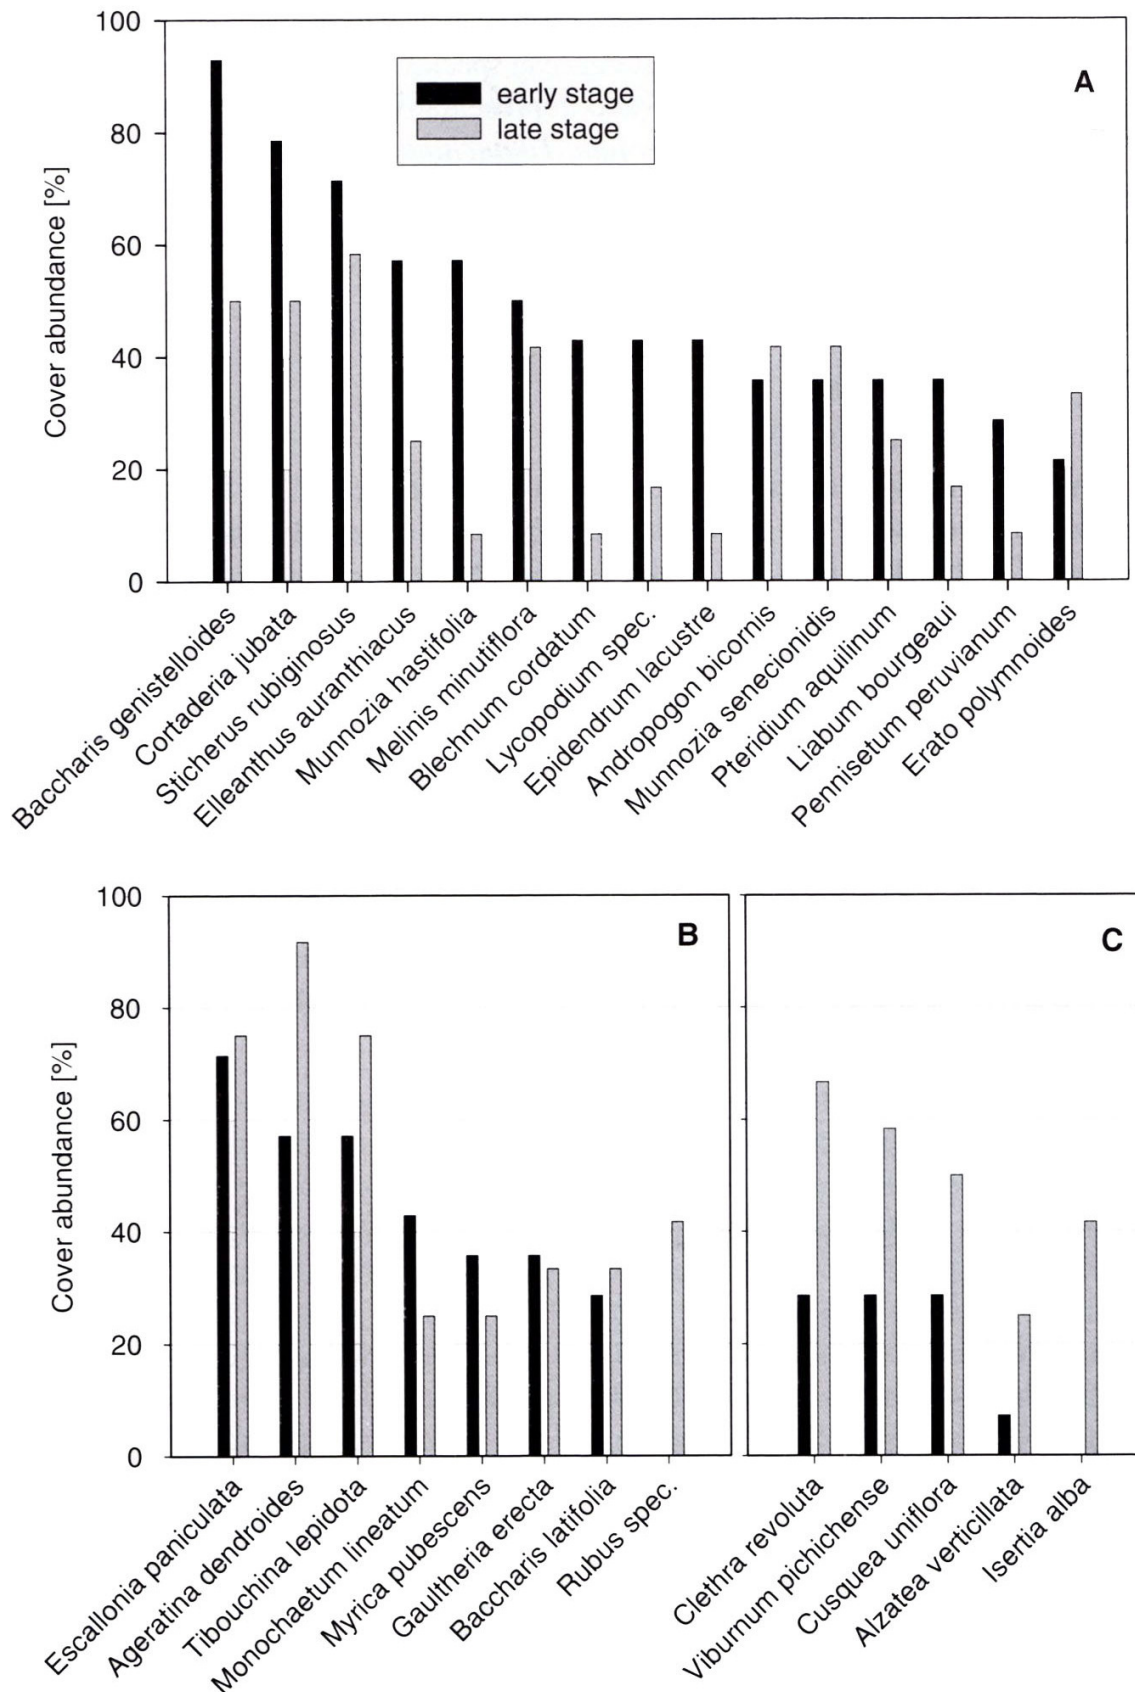 100
80
60
40
20
0
Cover abundance [%]
early stage
late stage
A
Baccharis genistelloides
Cortaderia jubata
Sticherus rubiginosus
Elleanthus auranthiacus
Munnozia hastifolia
Melinis minutiflora
Blechnum cordatum
Lycopodium spec.
Epidendrum lacustre
Andropogon bicornis
Munnozia senecionidis
Pteridium aquilinum
Liabum bourgeaui
Pennisetum peruvianum
Erato polymnoides
100
80
60
40
20
0
Cover abundance [%]
B
Escallonia paniculata
Ageratina dendroides
Tibouchina lepidota
Monochaetum lineatum
Myrica pubescens
Gaultheria erecta
Baccharis latifolia
Rubus spec.
C
Clethra revoluta
Viburnum pichichense
Cusquea uniflora
Alzatea verticillata
Isertia alba